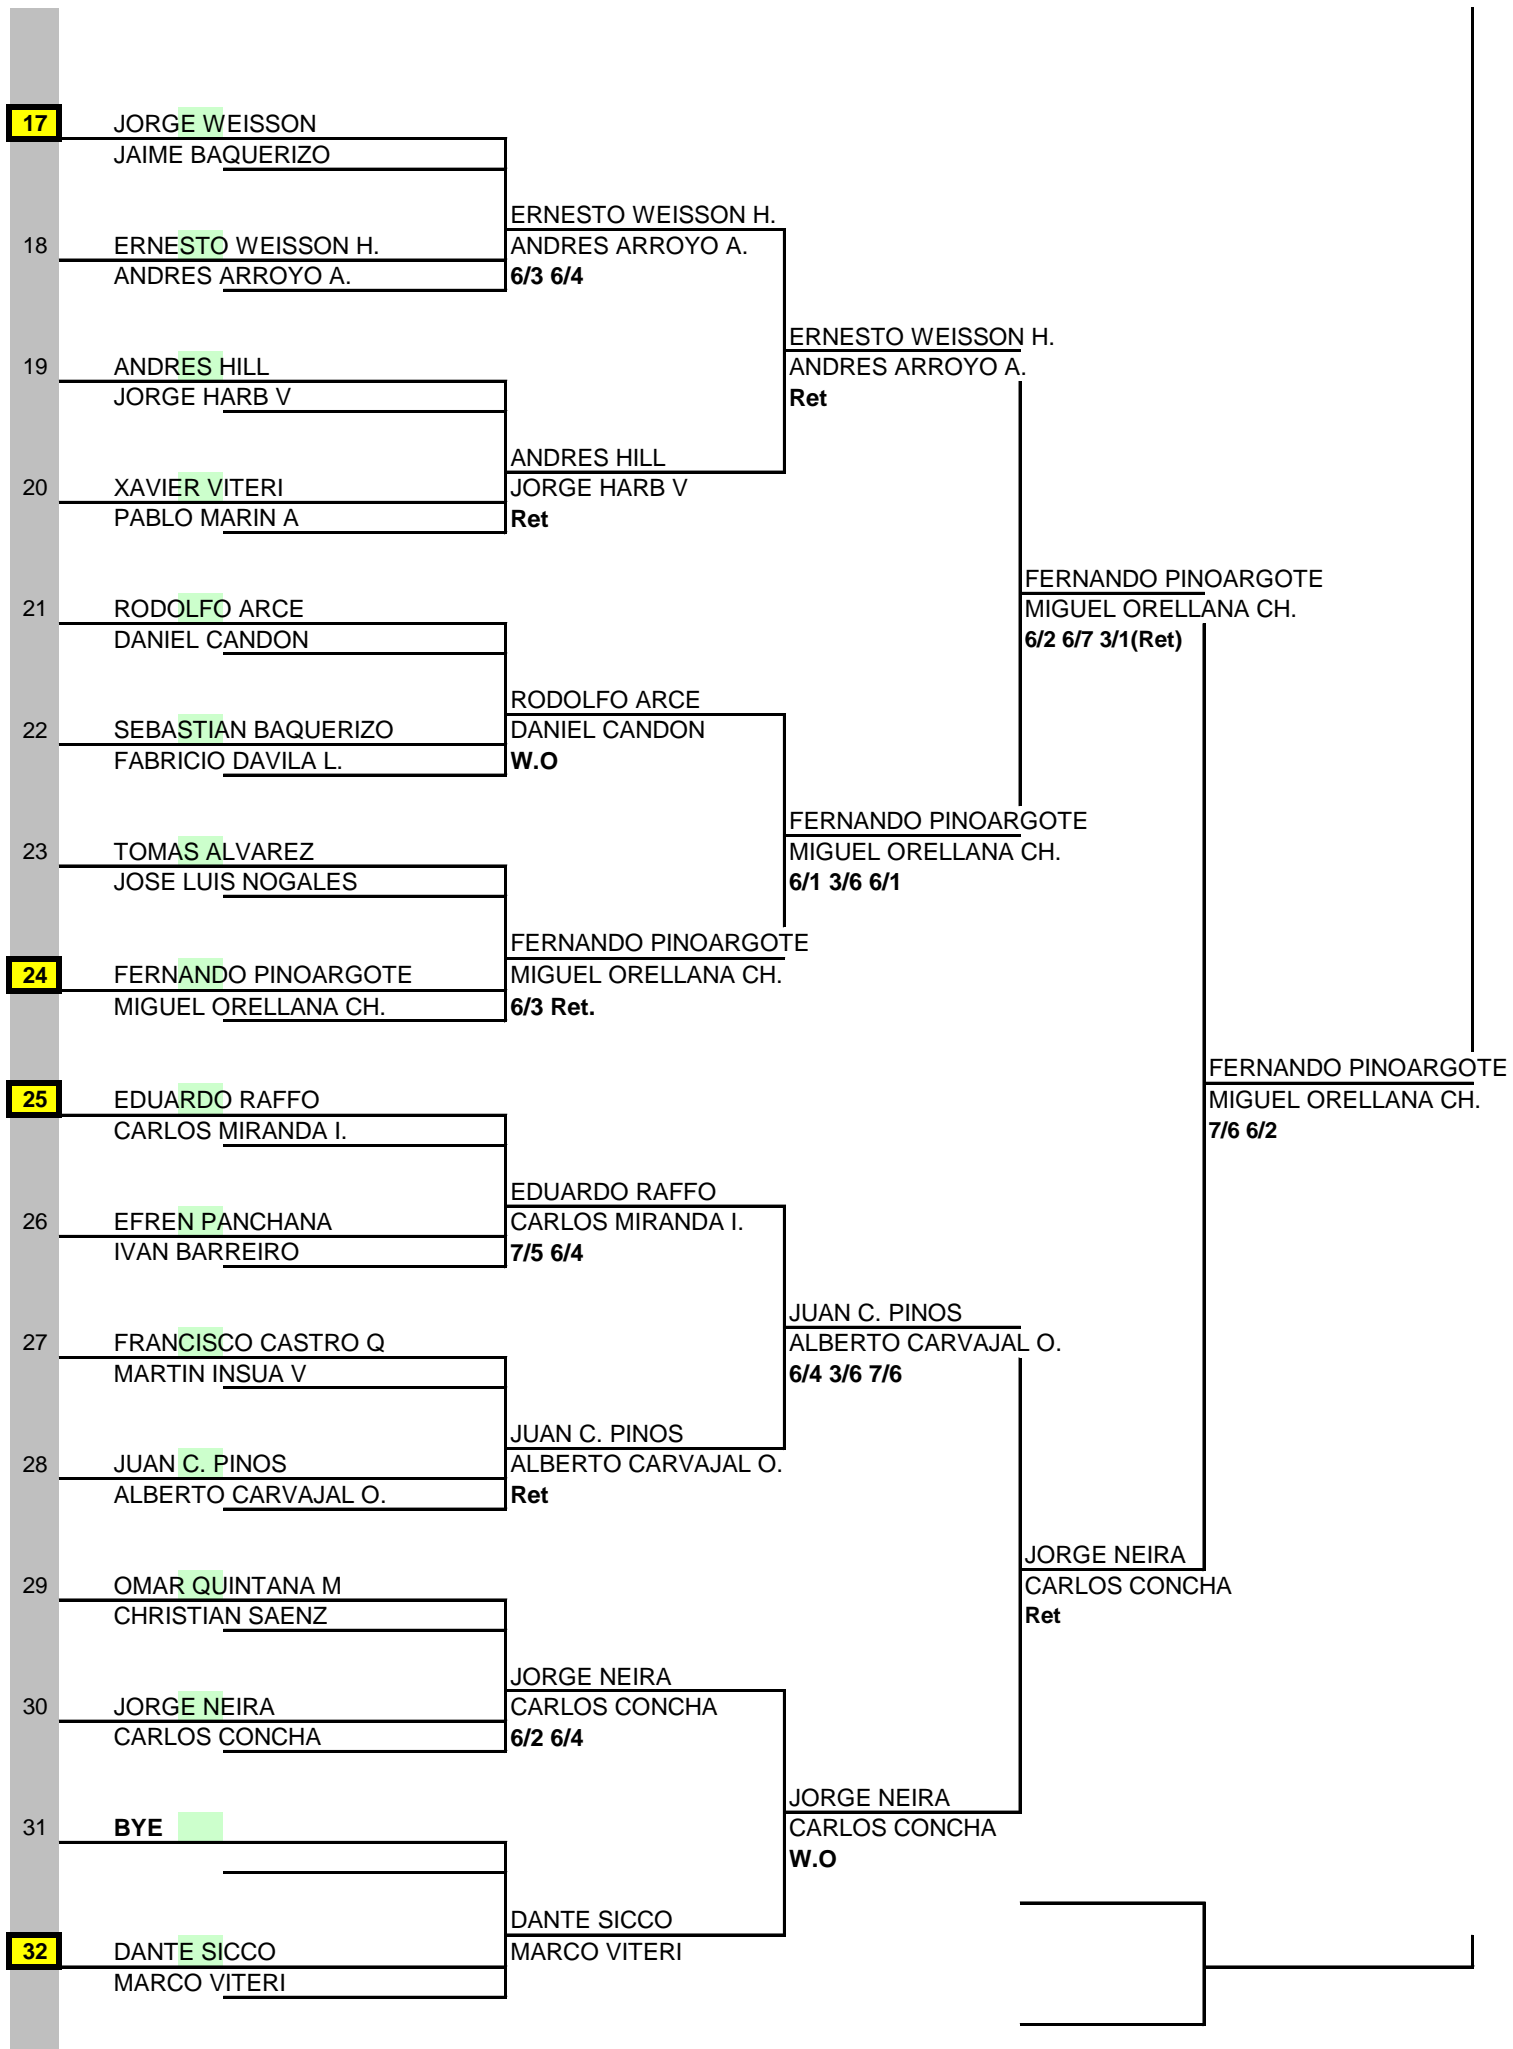 17
JORGE WEISSON
JAIME BAQUERIZO
ERNESTO WEISSON H.
18
ERNESTO WEISSON H.
ANDRES ARROYO A.
ANDRES ARROYO A.
6/3 6/4
ERNESTO WEISSON H.
19
ANDRES HILL
ANDRES ARROYO A.
JORGE HARB V
Ret
ANDRES HILL
20
XAVIER VITERI
JORGE HARB V
PABLO MARIN A
Ret
FERNANDO PINOARGOTE
21
RODOLFO ARCE
MIGUEL ORELLANA CH.
DANIEL CANDON
6/2 6/7 3/1(Ret)
RODOLFO ARCE
22
SEBASTIAN BAQUERIZO
DANIEL CANDON
FABRICIO DAVILA L.
W.O
FERNANDO PINOARGOTE
23
TOMAS ALVAREZ
MIGUEL ORELLANA CH.
JOSE LUIS NOGALES
6/1 3/6 6/1
FERNANDO PINOARGOTE
24
FERNANDO PINOARGOTE
MIGUEL ORELLANA CH.
MIGUEL ORELLANA CH.
6/3 Ret.
FERNANDO PINOARGOTE
25
EDUARDO RAFFO
MIGUEL ORELLANA CH.
CARLOS MIRANDA I.
7/6 6/2
EDUARDO RAFFO
26
EFREN PANCHANA
CARLOS MIRANDA I.
IVAN BARREIRO
7/5 6/4
JUAN C. PINOS
27
FRANCISCO CASTRO Q
ALBERTO CARVAJAL O.
MARTIN INSUA V
6/4 3/6 7/6
JUAN C. PINOS
28
JUAN C. PINOS
ALBERTO CARVAJAL O.
ALBERTO CARVAJAL O.
Ret
JORGE NEIRA
29
OMAR QUINTANA M
CARLOS CONCHA
CHRISTIAN SAENZ
Ret
JORGE NEIRA
30
JORGE NEIRA
CARLOS CONCHA
CARLOS CONCHA
6/2 6/4
JORGE NEIRA
31
BYE
CARLOS CONCHA
W.O
DANTE SICCO
32
DANTE SICCO
MARCO VITERI
MARCO VITERI